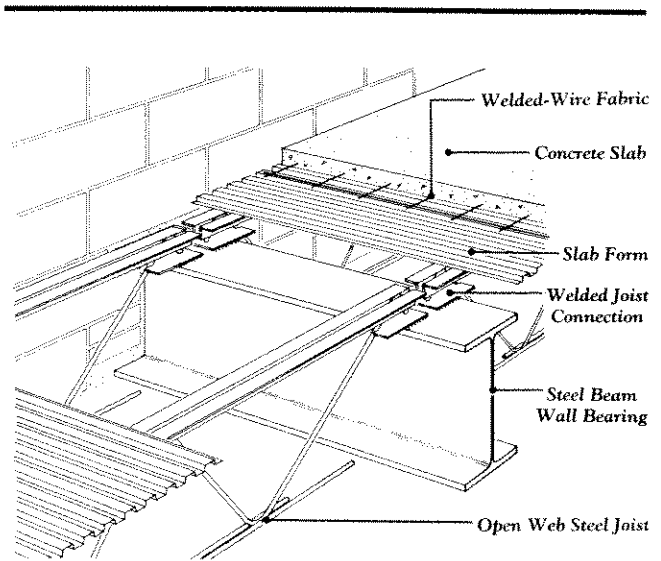 Welded-Wire Fabric
Concrete Slab
Slab Form
Welded Joist
Connection
Steel Beam
Wall Bearing
Open Web Steel Joist